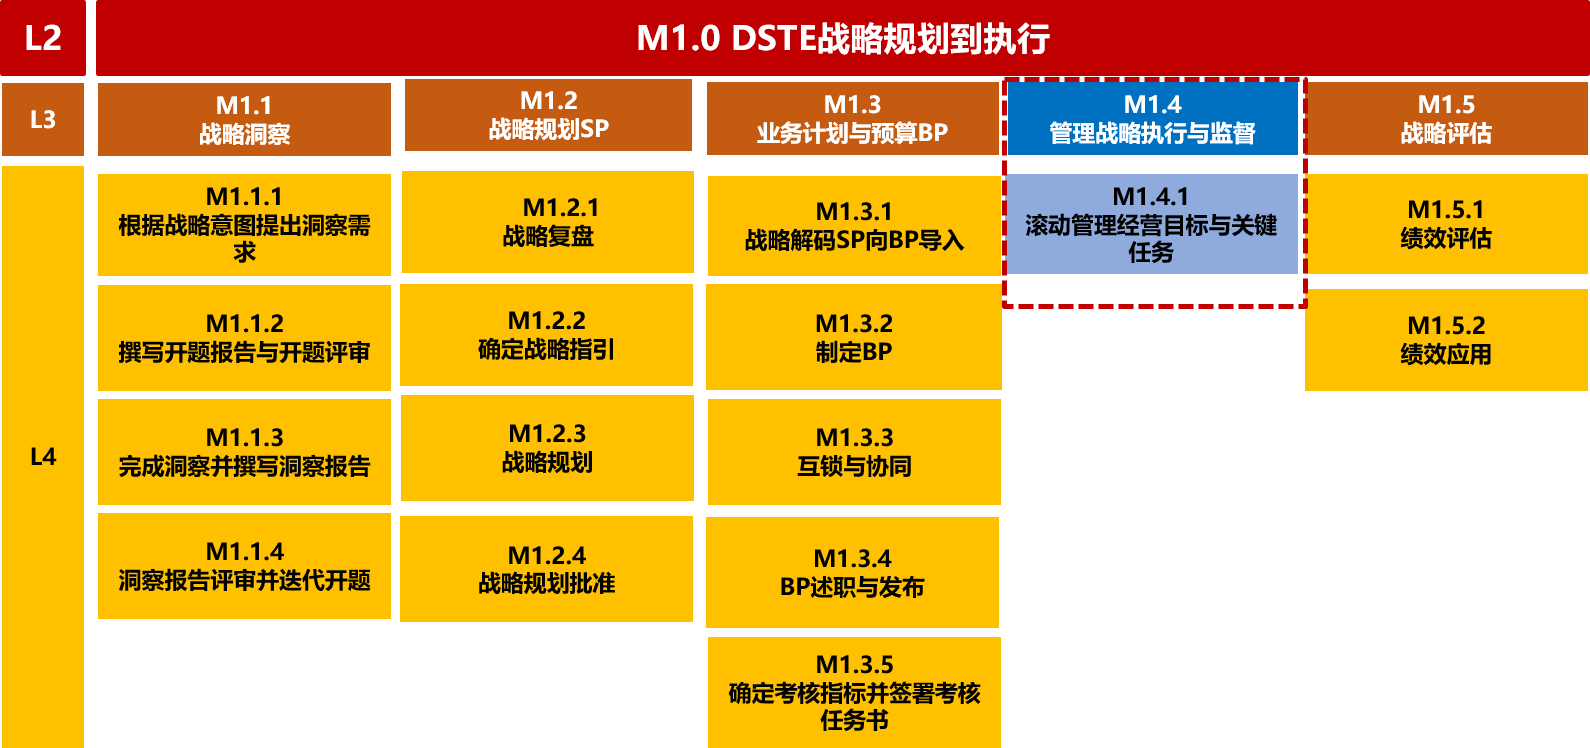 L2
M1.0 DSTE战略规划到执行
L3
M1.1
战略洞察
M1.2
战略规划SP
M1.3
业务计划与预算BP
M1.4
管理战略执行与监督
M1.5
战略评估
L4
M1.1.1
根据战略意图提出洞察需
求
M1.1.2
撰写开题报告与开题评审
M1.1.3
完成洞察并撰写洞察报告
M1.1.4
洞察报告评审并迭代开题
M1.2.1
战略复盘
M1.2.2
确定战略指引
M1.2.3
战略规划
M1.2.4
战略规划批准
M1.3.1
战略解码SP向BP导入
M1.3.2
制定BP
M1.3.3
互锁与协同
M1.3.4
BP述职与发布
M1.3.5
确定考核指标并签署考核
任务书
M1.4.1
滚动管理经营目标与关键
任务
M1.5.1
绩效评估
M1.5.2
绩效应用